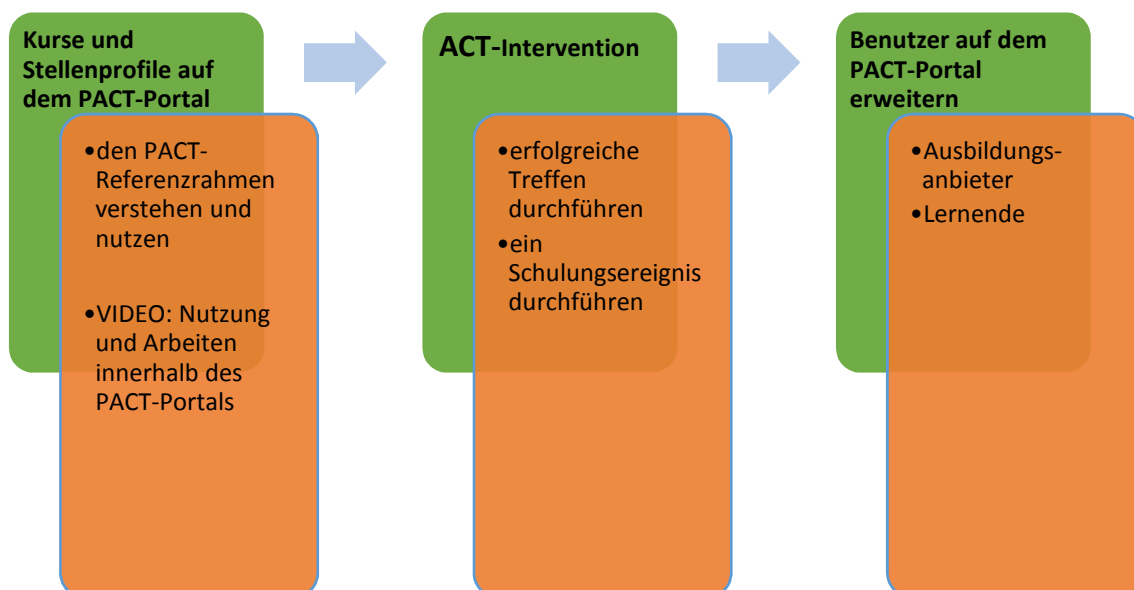 Kurse und
Stellenprofile auf
dem PACT-Portal
•den PACT-
Referenzrahmen
verstehen und
nutzen
•VIDEO: Nutzung
und Arbeiten
innerhalb des
PACT-Portals
ACT-Intervention
•erfolgreiche
Treffen
durchführen
•ein
Schulungsereignis
durchführen
Benutzer auf dem
PACT-Portal
erweitern
•Ausbildungs-
anbieter
•Lernende